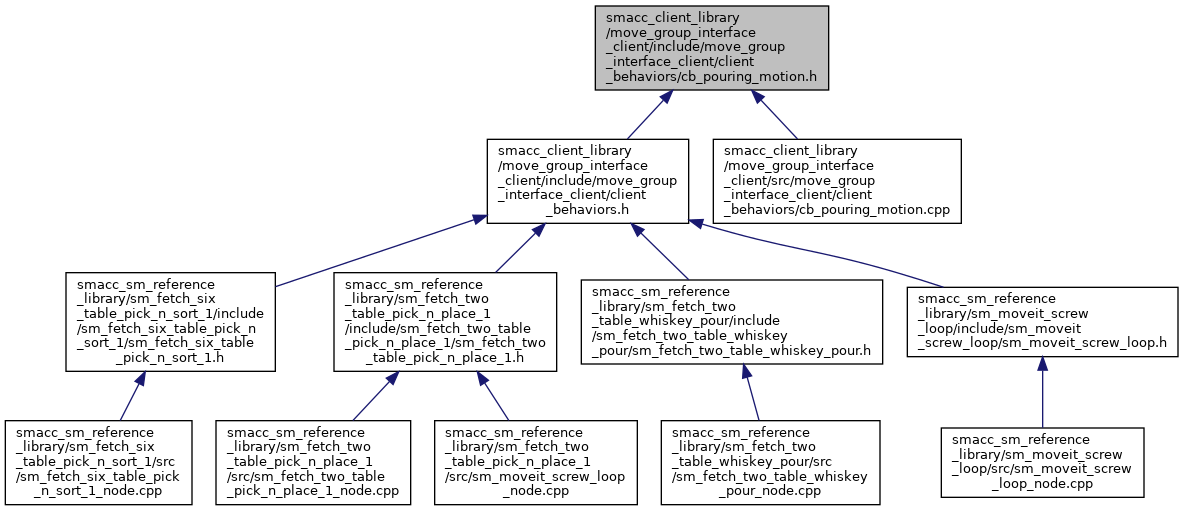 smacc_client_library
/move_group_interface
_client/include/move_group
_interface_client/client
_behaviors/cb_pouring_motion.h
smacc_client_library
/move_group_interface
_client/include/move_group
_interface_client/client
_behaviors.h
smacc_client_library
/move_group_interface
_client/src/move_group
_interface_client/client
_behaviors/cb_pouring_motion.cpp
smacc_sm_reference
_library/sm_fetch_six
_table_pick_n_sort_1/include
/sm_fetch_six_table_pick_n
_sort_1/sm_fetch_six_table
_pick_n_sort_1.h
smacc_sm_reference
_library/sm_fetch_two
_table_pick_n_place_1
/include/sm_fetch_two_table
_pick_n_place_1/sm_fetch_two
_table_pick_n_place_1.h
smacc_sm_reference
_library/sm_fetch_two
_table_whiskey_pour/include
/sm_fetch_two_table_whiskey
_pour/sm_fetch_two_table_whiskey_pour.h
smacc_sm_reference
_library/sm_moveit_screw
_loop/include/sm_moveit
_screw_loop/sm_moveit_screw_loop.h
smacc_sm_reference
_library/sm_fetch_six
_table_pick_n_sort_1/src
/sm_fetch_six_table_pick
_n_sort_1_node.cpp
smacc_sm_reference
_library/sm_fetch_two
_table_pick_n_place_1
/src/sm_fetch_two_table
_pick_n_place_1_node.cpp
smacc_sm_reference
_library/sm_fetch_two
_table_pick_n_place_1
/src/sm_moveit_screw_loop
_node.cpp
smacc_sm_reference
_library/sm_fetch_two
_table_whiskey_pour/src
/sm_fetch_two_table_whiskey
_pour_node.cpp
smacc_sm_reference
_library/sm_moveit_screw
_loop/src/sm_moveit_screw
_loop_node.cpp